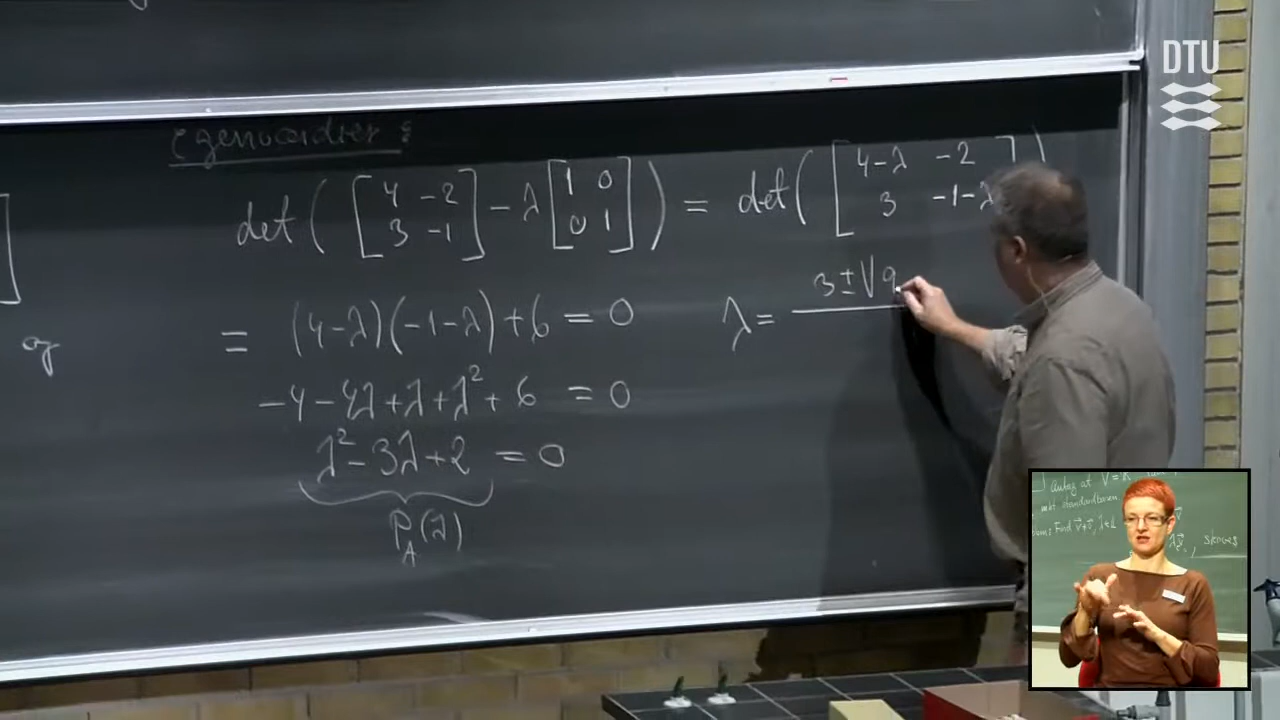 Egenværdier :
det ( [ 4 -2 ; 3 -1 ] - λ [ 1 0 ; 0 1 ] ) = det ( [ 4-λ -2 ; 3 -1-λ ] )
= (4-λ)(-1-λ) + 6 = 0
-4 - 4λ + λ + λ² + 6 = 0
λ² - 3λ + 2 = 0
P_A(λ)
λ = 3 ± √9
og
DTU